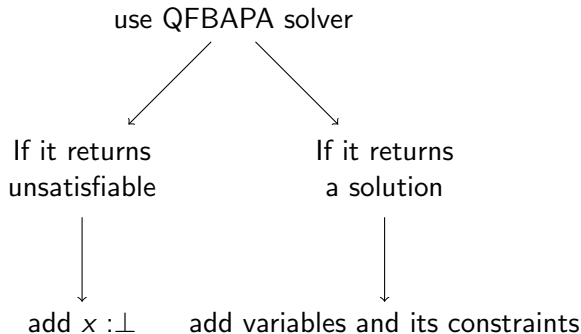 use QFBAPA solver
If it returns
unsatisfiable
If it returns
a solution
add x :⊥
add variables and its constraints